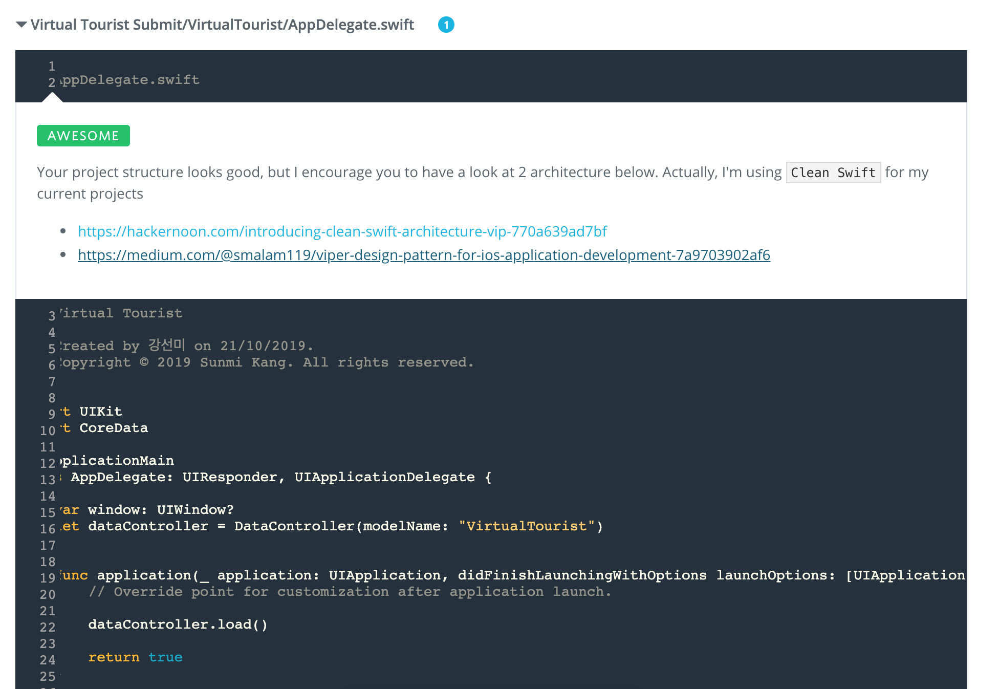 Virtual Tourist Submit/VirtualTourist/AppDelegate.swift 1
1
2 ppDelegate.swift
AWESOME
Your project structure looks good, but I encourage you to have a look at 2 architecture below. Actually, I'm using Clean Swift for my
current projects
• https://hackernoon.com/introducing-clean-swift-architecture-vip-770a639ad7bf
• https://medium.com/@smalam119/viper-design-pattern-for-ios-application-development-7a9703902af6
3 irtual Tourist
4
5 reated by 강선미 on 21/10/2019.
6 opyright © 2019 Sunmi Kang. All rights reserved.
7
8
9 t UIKit
10 t CoreData
11
12 plicationMain
13 AppDelegate: UIResponder, UIApplicationDelegate {
14
15 ar window: UIWindow?
16 et dataController = DataController(modelName: "VirtualTourist")
17
18
19 unc application(_ application: UIApplication, didFinishLaunchingWithOptions launchOptions: [UIApplication
20 // Override point for customization after application launch.
21
22 dataController.load()
23
24 return true
25